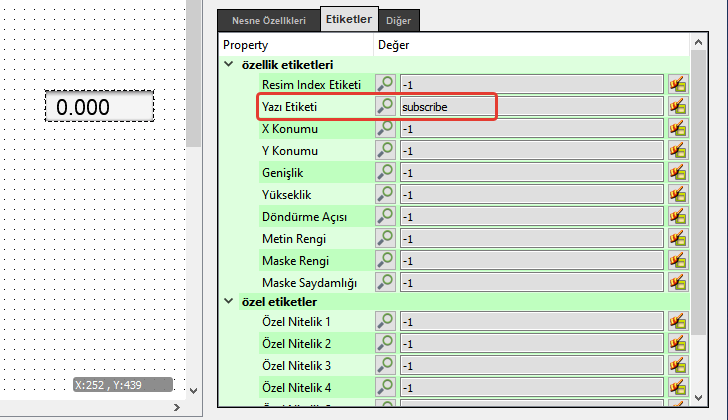 Nesne Özellikleri Etiketler Diğer
Property Değer
özellik etiketleri
Resim Index Etiketi -1
0.000
Yazı Etiketi subscribe
X Konumu -1
Y Konumu -1
Genişlik -1
Yükseklik -1
Döndürme Açısı -1
Metin Rengi -1
Maske Rengi -1
Maske Saydamlığı -1
özel etiketler
Özel Nitelik 1 -1
Özel Nitelik 2 -1
Özel Nitelik 3 -1
X:252 , Y:439
Özel Nitelik 4 -1